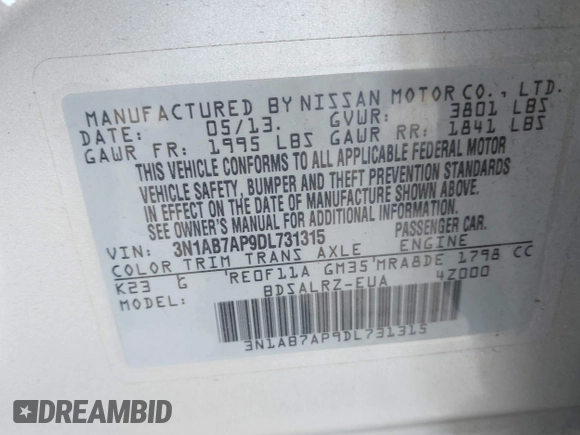 MANUFACTURED BY NISSAN MOTOR CO., LTD.
DATE: 05/13. GVWR: 3801 LBS
GAWR FR: 1995 LBS GAWR RR: 1841 LBS
THIS VEHICLE CONFORMS TO ALL APPLICABLE FEDERAL MOTOR
VEHICLE SAFETY, BUMPER AND THEFT PREVENTION STANDARDS
IN EFFECT ON THE DATE OF MANUFACTURE SHOWN ABOVE.
SEE OWNER'S MANUAL FOR ADDITIONAL INFORMATION.
VIN: 3N1AB7AP9DL731315 PASSENGER CAR.
COLOR TRIM TRANS AXLE ENGINE
K23 G RE0F11A GM35 MRA8DE 1798 CC
MODEL: BDSALRZ-EUA 4Z000
3N1AB7AP9DL731315
DREAMBID